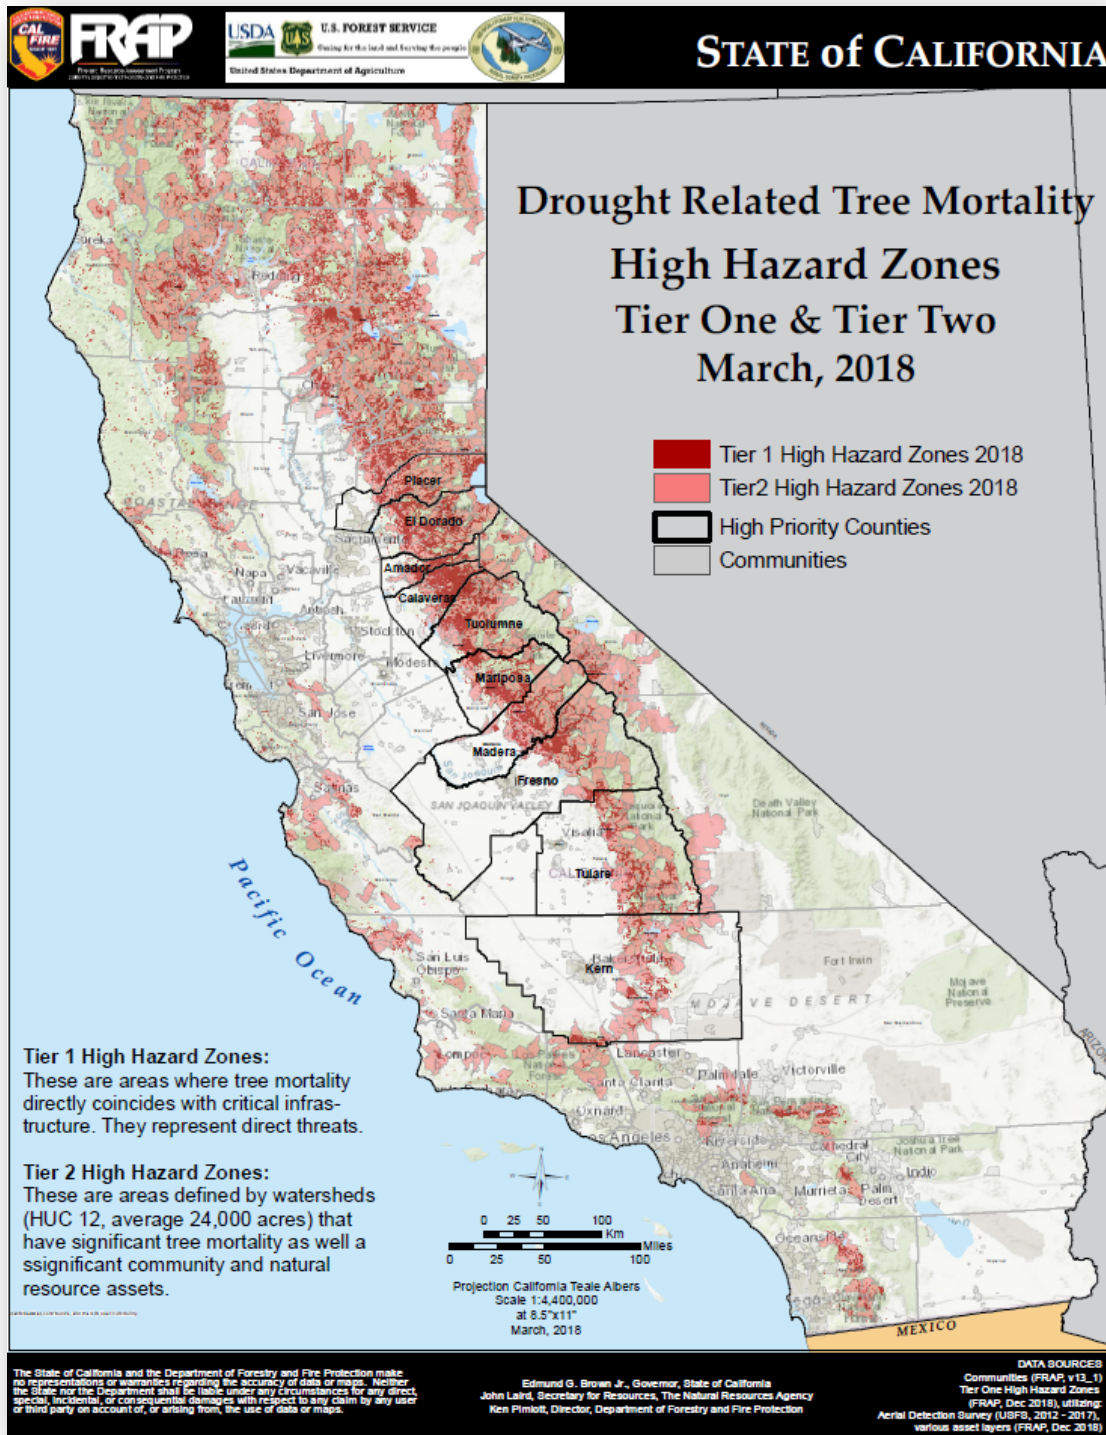 CAL FIRE
FRAP
USDA
UAS
U.S. FOREST SERVICE
Caring for the land and serving the people
United States Department of Agriculture
STATE of CALIFORNIA
Drought Related Tree Mortality
High Hazard Zones
Tier One & Tier Two
March, 2018
Tier 1 High Hazard Zones 2018
Tier2 High Hazard Zones 2018
High Priority Counties
Communities
Eureka
Redding
COASTAL RANGE
Placer
El Dorado
Sacramento
Amador
Calaveras
Napa
Vacaville
Antioch
Stockton
Tuolumne
Livermore
Modesto
Mariposa
San Jose
Madera
Fresno
SAN JOAQUIN VALLEY
Salinas
Visalia
Tulare
Death Valley
National Park
Pacific Ocean
San Luis
Obispo
Kern
Fort Irwin
MOJAVE DESERT
Mojave
National
Preserve
Santa Maria
Lompoc
Lancaster
Palmdale
Victorville
Santa Clarita
Oxnard
Los Angeles
Riverside
Cathedral
City
Joshua Tree
National Park
Anaheim
Indio
Santa Ana
Murrieta
Palm
Desert
Oceanside
NEVADA
ARIZON
MEXICO
Tier 1 High Hazard Zones:
These are areas where tree mortality
directly coincides with critical infras-
tructure. They represent direct threats.
Tier 2 High Hazard Zones:
These are areas defined by watersheds
(HUC 12, average 24,000 acres) that
have significant tree mortality as well a
ssignificant community and natural
resource assets.
N
W E
S
0 25 50 100
Km
Miles
0 25 50 100
Projection California Teale Albers
Scale 1:4,400,000
at 8.5"x11"
March, 2018
The State of California and the Department of Forestry and Fire Protection make
no representations or warranties regarding the accuracy of data or maps. Neither
the State nor the Department shall be liable under any circumstances for any direct,
special, incidental, or consequential damages with respect to any claim by any user
or third party on account of, or arising from, the use of data or maps.
Edmund G. Brown Jr., Governor, State of California
John Laird, Secretary for Resources, The Natural Resources Agency
Ken Pimlott, Director, Department of Forestry and Fire Protection
DATA SOURCES
Communities (FRAP, v13_1)
Tier One High Hazard Zones
(FRAP, Dec 2018), utilizing:
Aerial Detection Survey (USFS, 2012 - 2017),
various asset layers (FRAP, Dec 2018)